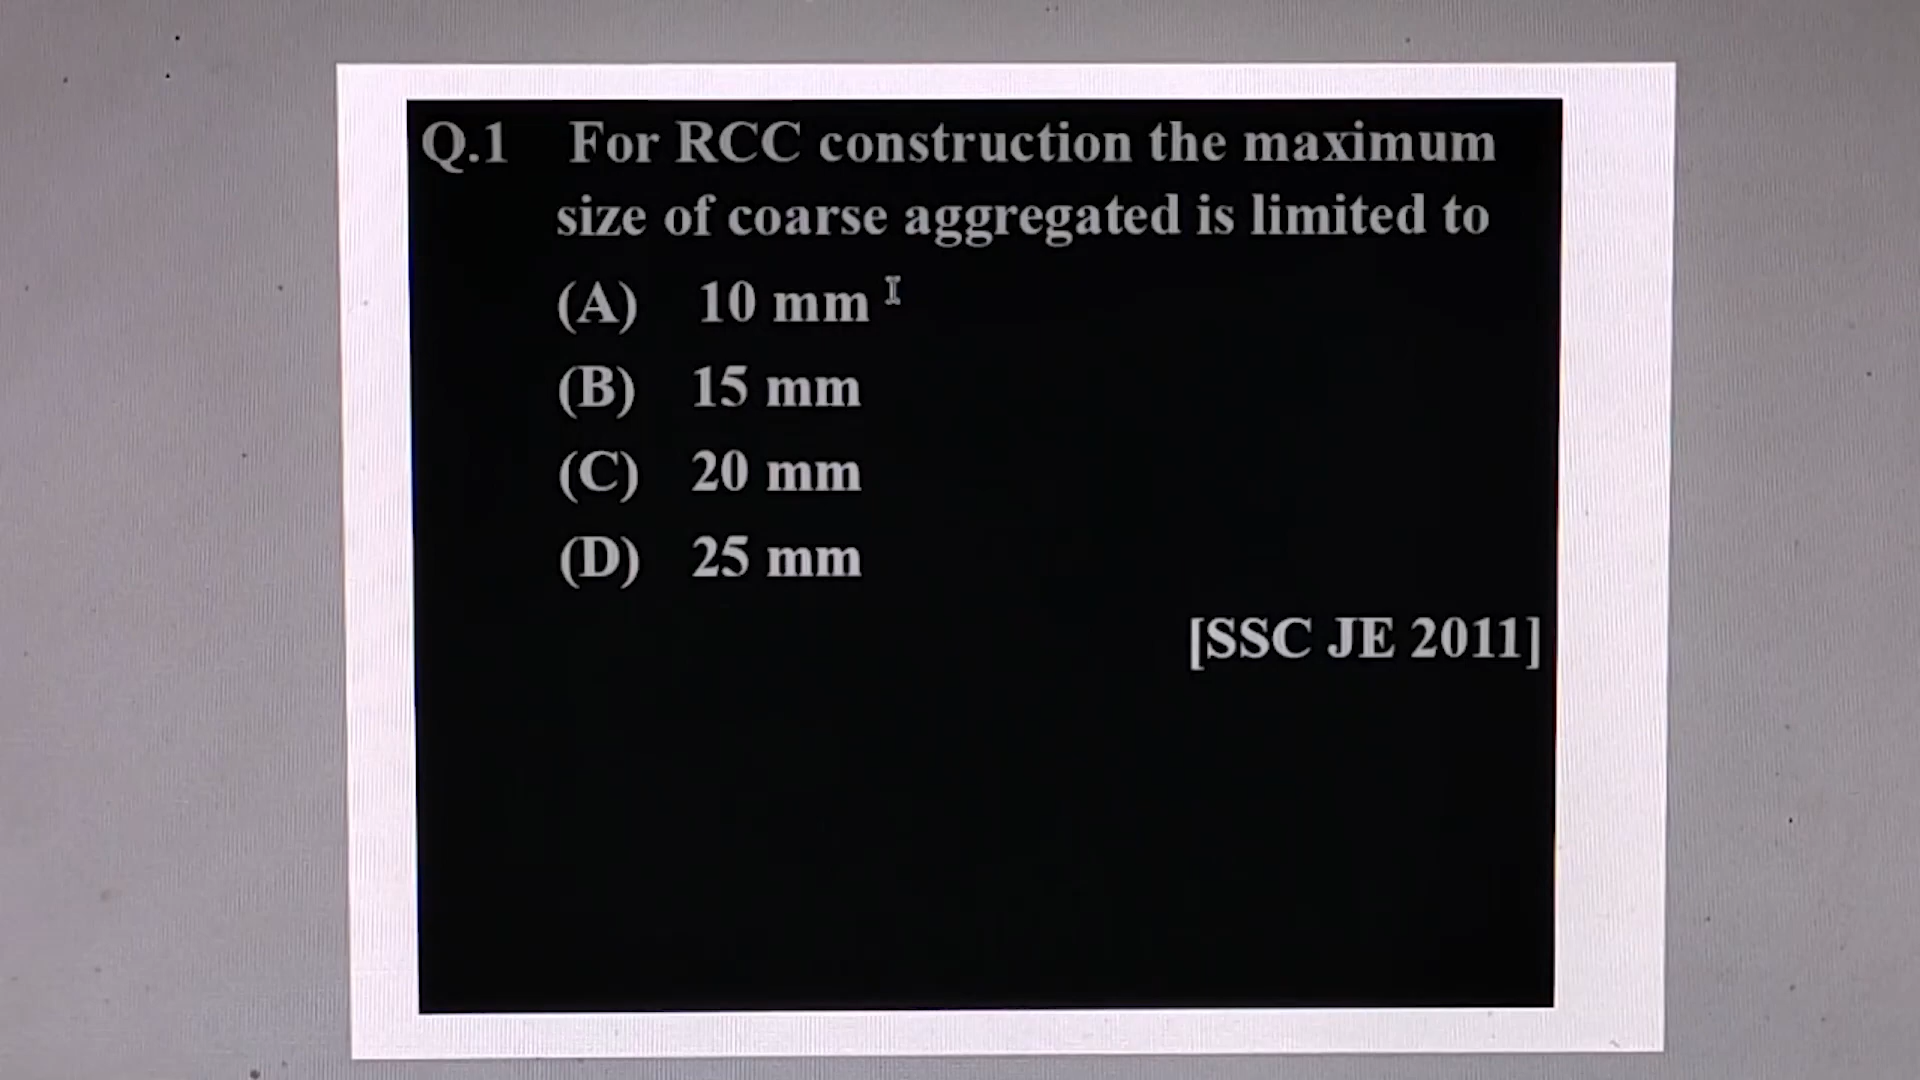 Q.1 For RCC construction the maximum
size of coarse aggregated is limited to
(A) 10 mm
(B) 15 mm
(C) 20 mm
(D) 25 mm
[SSC JE 2011]